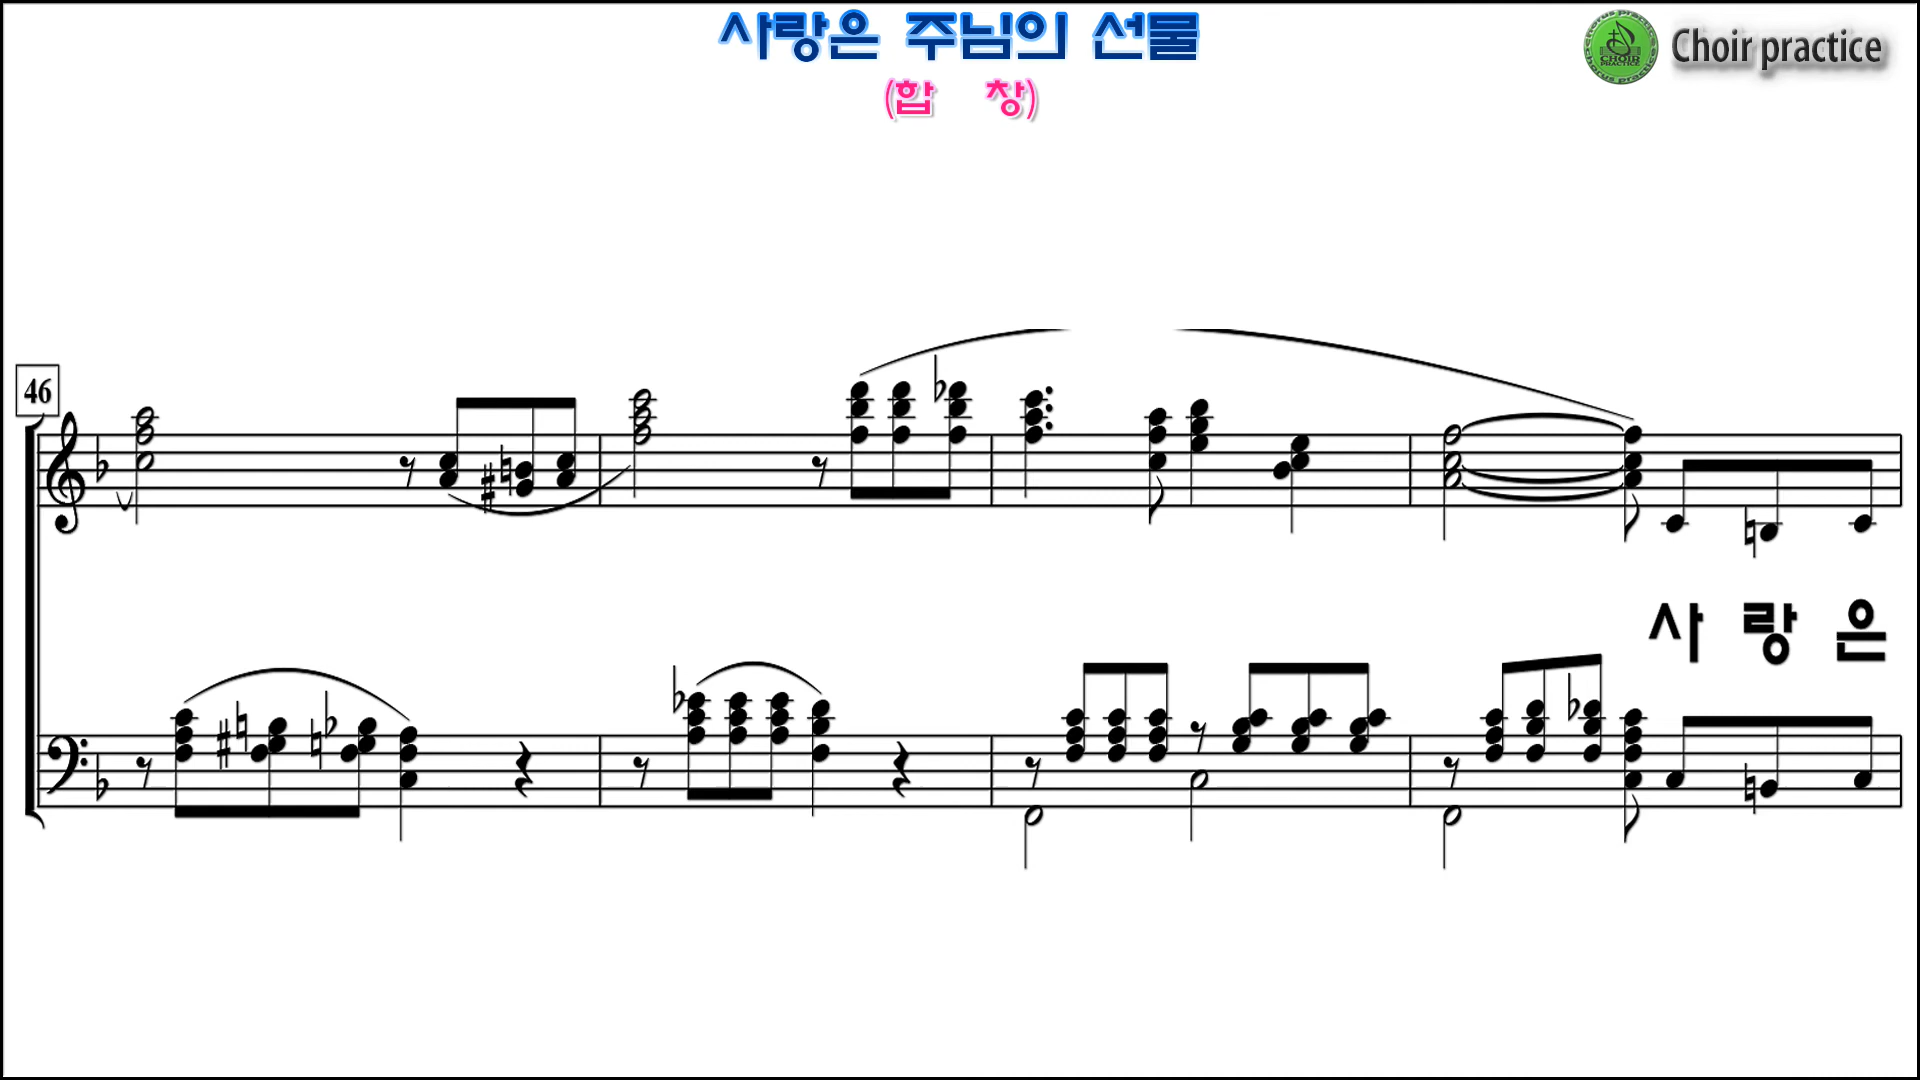 사랑은 주님의 선물
Choir practice
(합 창)
46
사 랑 은